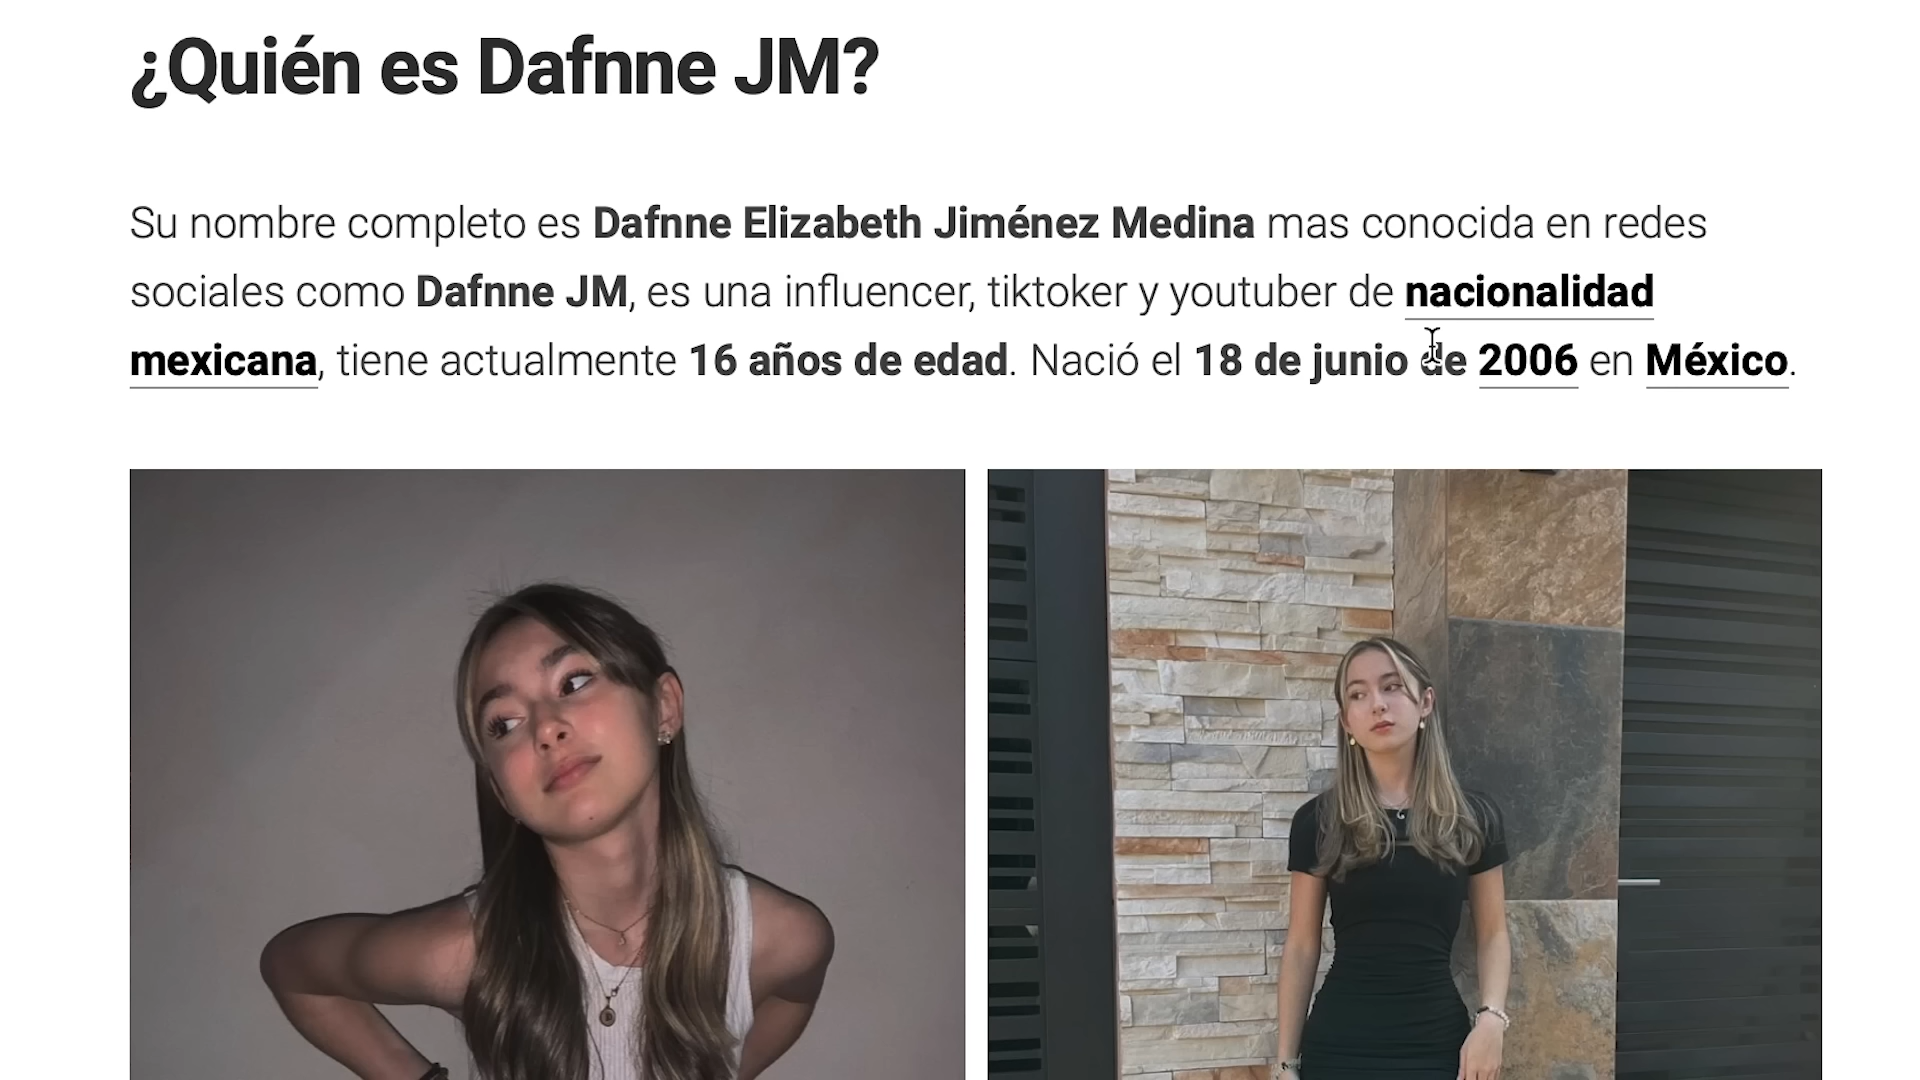 ¿Quién es Dafnne JM?
Su nombre completo es Dafnne Elizabeth Jiménez Medina mas conocida en redes
sociales como Dafnne JM, es una influencer, tiktoker y youtuber de nacionalidad
mexicana, tiene actualmente 16 años de edad. Nació el 18 de junio de 2006 en México.